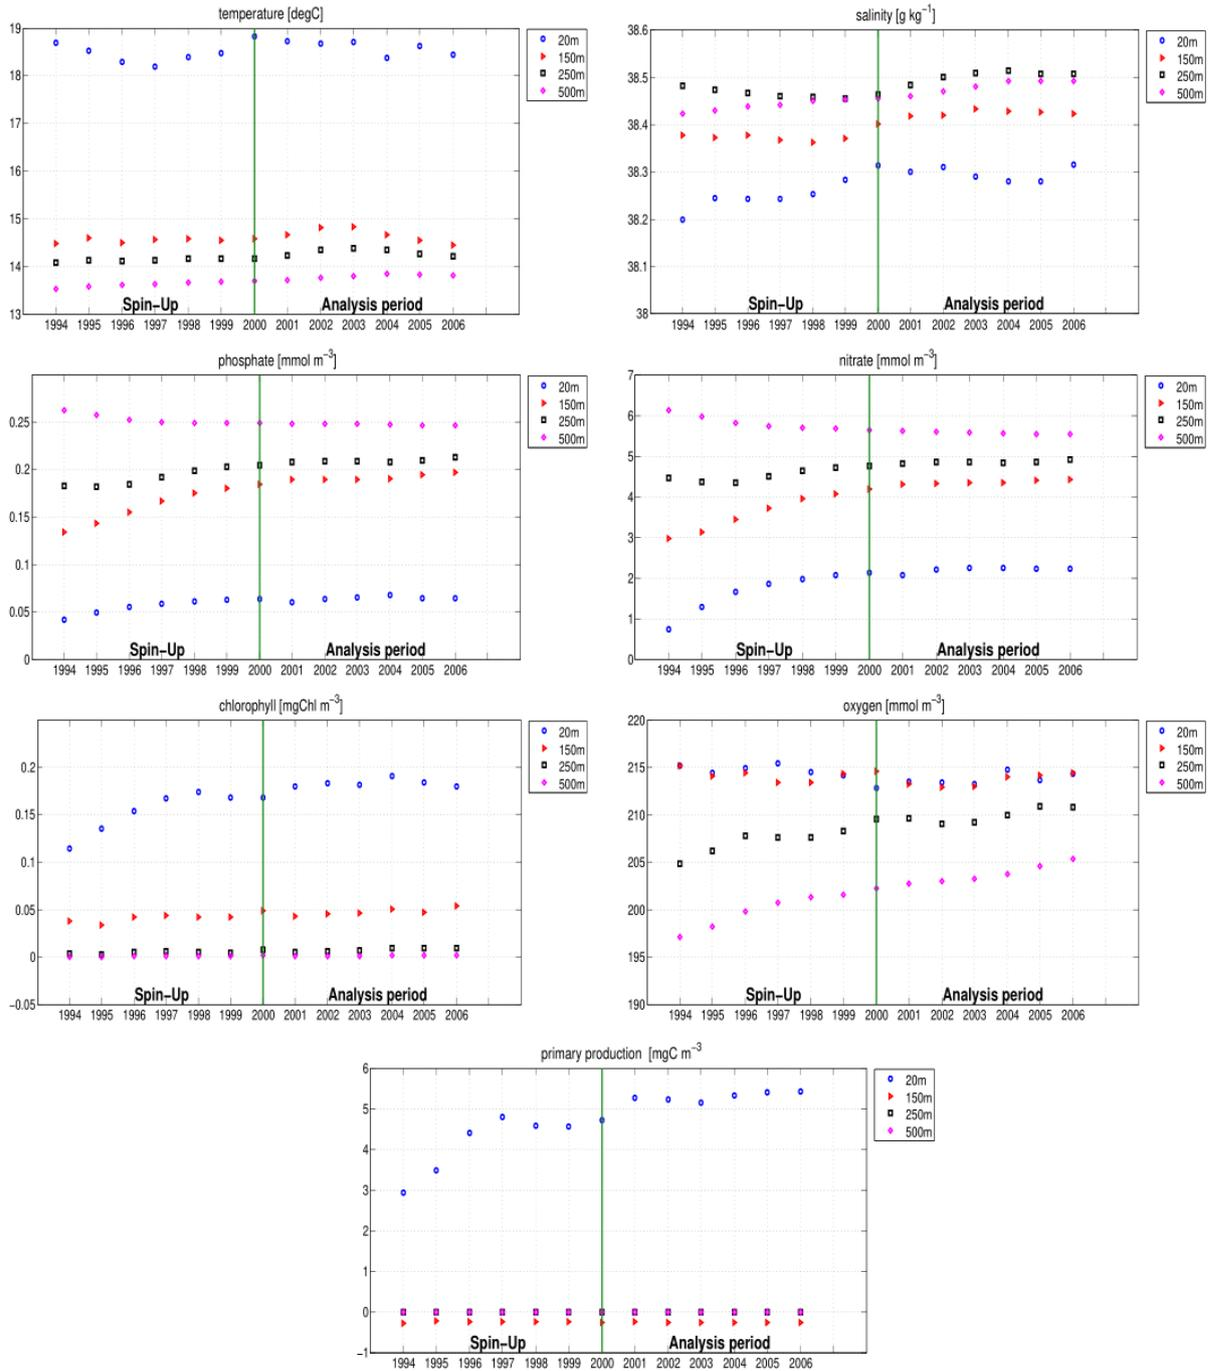 temperature [degC]
19
18
17
16
15
14
13
Spin–Up
Analysis period
1994 1995 1996 1997 1998 1999 2000 2001 2002 2003 2004 2005 2006
20m
150m
250m
500m
salinity [g kg⁻¹]
38.6
38.5
38.4
38.3
38.2
38.1
38
Spin–Up
Analysis period
1994 1995 1996 1997 1998 1999 2000 2001 2002 2003 2004 2005 2006
20m
150m
250m
500m
phosphate [mmol m⁻³]
0.25
0.2
0.15
0.1
0.05
0
Spin–Up
Analysis period
1994 1995 1996 1997 1998 1999 2000 2001 2002 2003 2004 2005 2006
20m
150m
250m
500m
nitrate [mmol m⁻³]
7
6
5
4
3
2
1
0
Spin–Up
Analysis period
1994 1995 1996 1997 1998 1999 2000 2001 2002 2003 2004 2005 2006
20m
150m
250m
500m
chlorophyll [mgChl m⁻³]
0.2
0.15
0.1
0.05
0
−0.05
Spin–Up
Analysis period
1994 1995 1996 1997 1998 1999 2000 2001 2002 2003 2004 2005 2006
20m
150m
250m
500m
oxygen [mmol m⁻³]
220
215
210
205
200
195
190
Spin–Up
Analysis period
1994 1995 1996 1997 1998 1999 2000 2001 2002 2003 2004 2005 2006
20m
150m
250m
500m
primary production [mgC m⁻³
6
5
4
3
2
1
0
−1
Spin–Up
Analysis period
1994 1995 1996 1997 1998 1999 2000 2001 2002 2003 2004 2005 2006
20m
150m
250m
500m